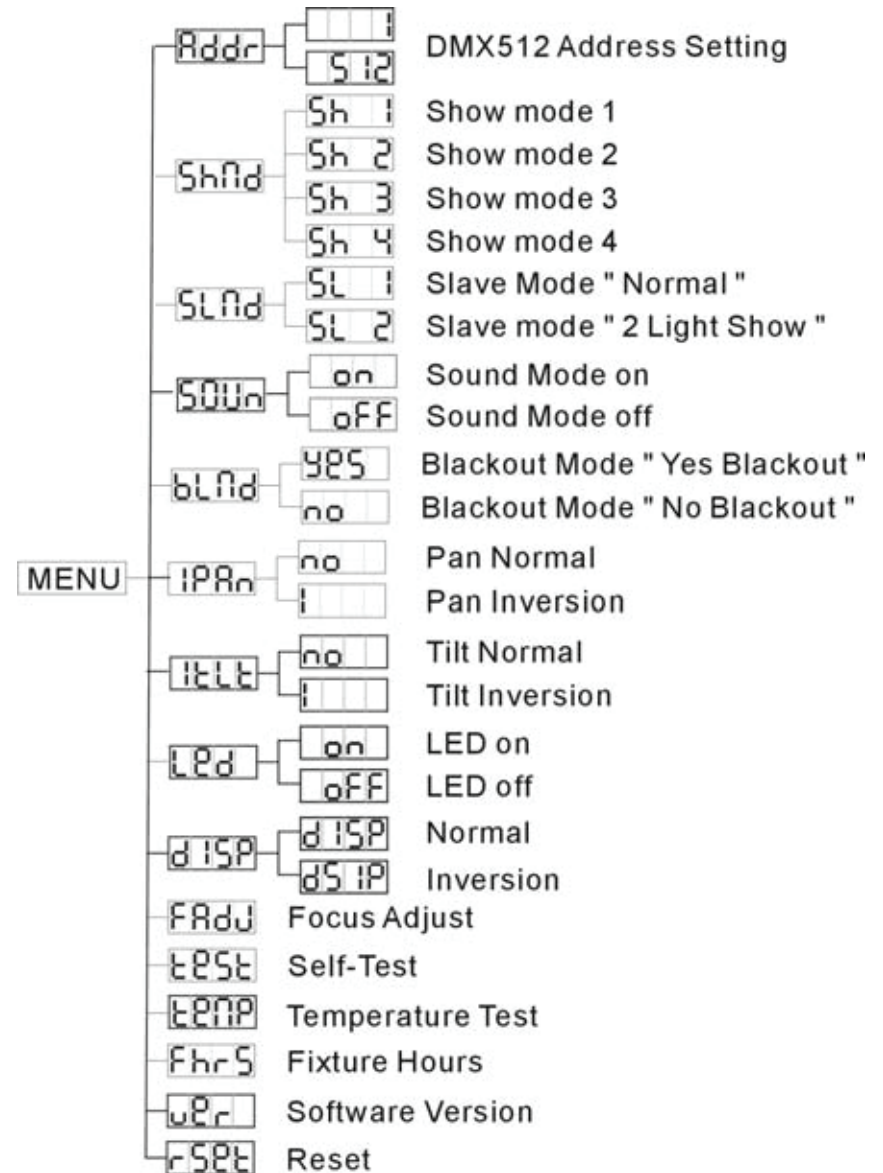 Addr 1 DMX512 Address Setting
512
ShMd Sh 1 Show mode 1
Sh 2 Show mode 2
Sh 3 Show mode 3
Sh 4 Show mode 4
SLMd SL 1 Slave Mode " Normal "
SL 2 Slave mode " 2 Light Show "
SOUn on Sound Mode on
oFF Sound Mode off
bLMd YES Blackout Mode " Yes Blackout "
no Blackout Mode " No Blackout "
MENU
IPAn no Pan Normal
I Pan Inversion
ItLt no Tilt Normal
I Tilt Inversion
Led on LED on
oFF LED off
dISP dISP Normal
dSIP Inversion
FAdJ Focus Adjust
teSt Self-Test
teMP Temperature Test
FhrS Fixture Hours
ver Software Version
rSet Reset